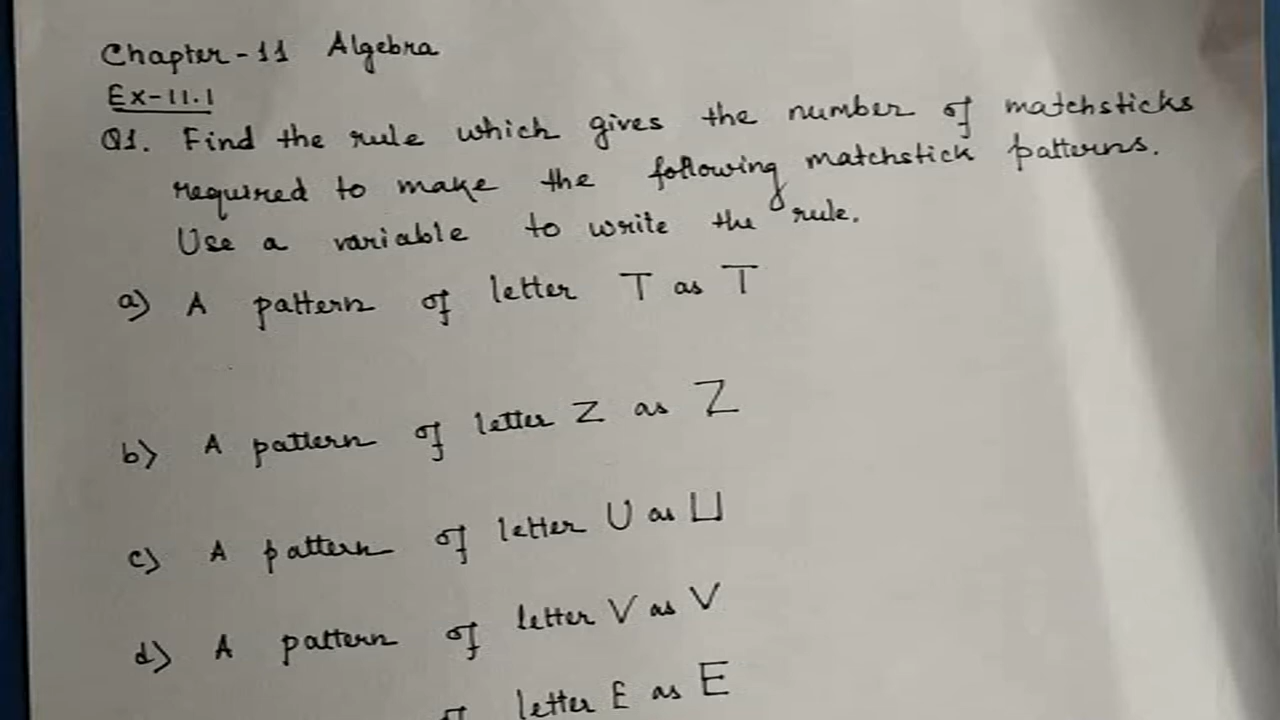 Chapter-11 Algebra
Ex-11.1
Q1. Find the rule which gives the number of matchsticks
required to make the following matchstick patterns.
Use a variable to write the rule.
a) A pattern of letter T as T
b) A pattern of letter Z as Z
c) A pattern of letter U as U
d) A pattern of letter V as V
of letter E as E